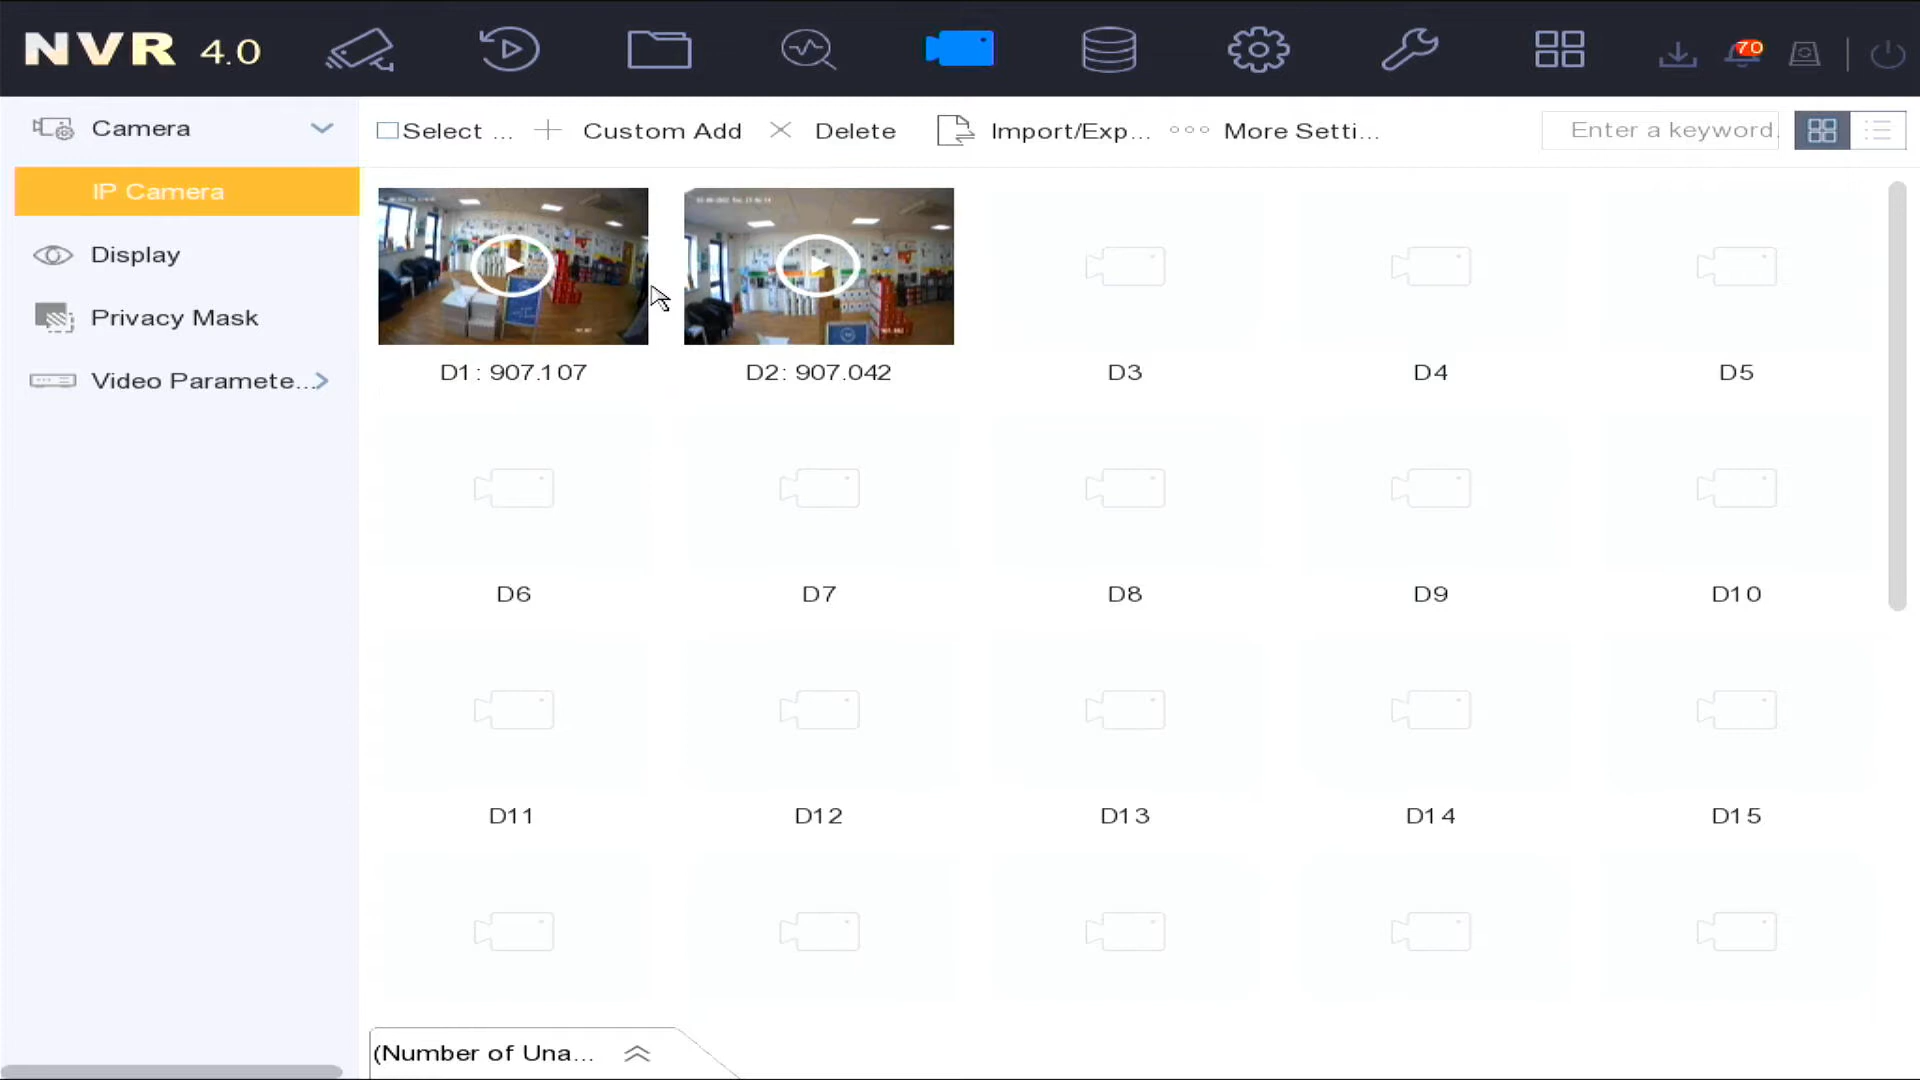 NVR 4.0
70
Camera
Select ...
Custom Add
Delete
Import/Exp...
More Setti...
Enter a keyword.
IP Camera
Display
Privacy Mask
Video Paramete...
D1: 907.107
D2: 907.042
D3
D4
D5
D6
D7
D8
D9
D10
D11
D12
D13
D14
D15
(Number of Una...